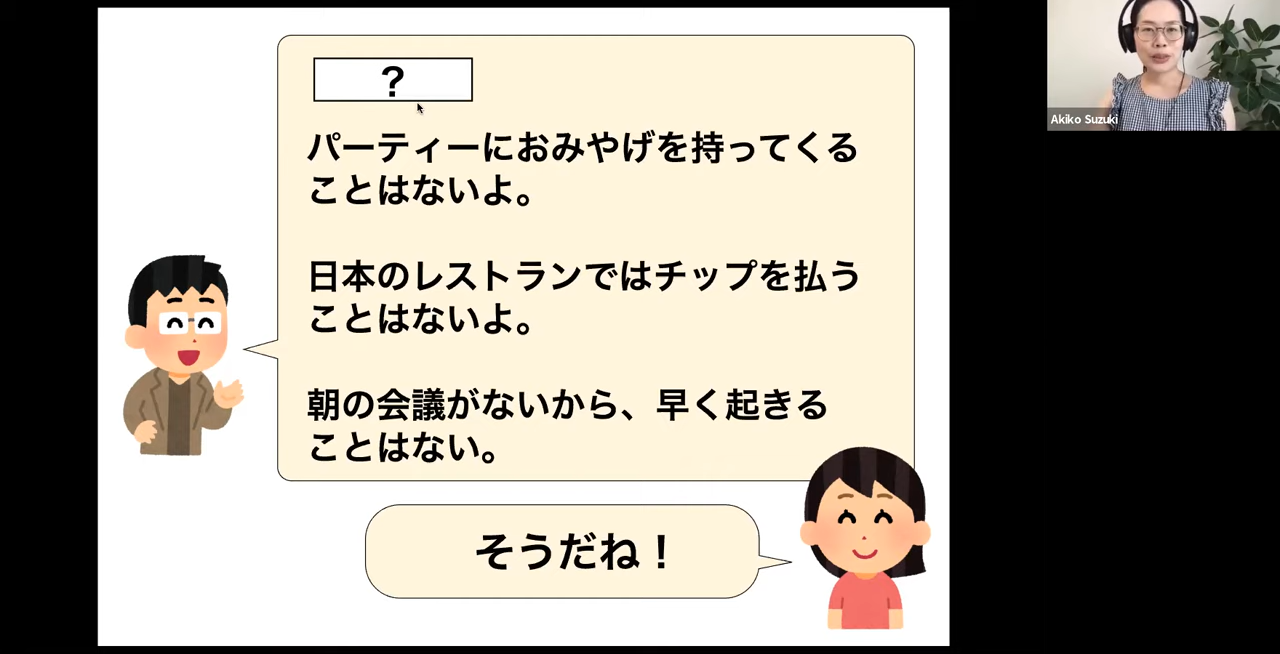 ？
パーティーにおみやげを持ってくる
ことはないよ。
日本のレストランではチップを払う
ことはないよ。
朝の会議がないから、早く起きる
ことはない。
そうだね！
Akiko Suzuki